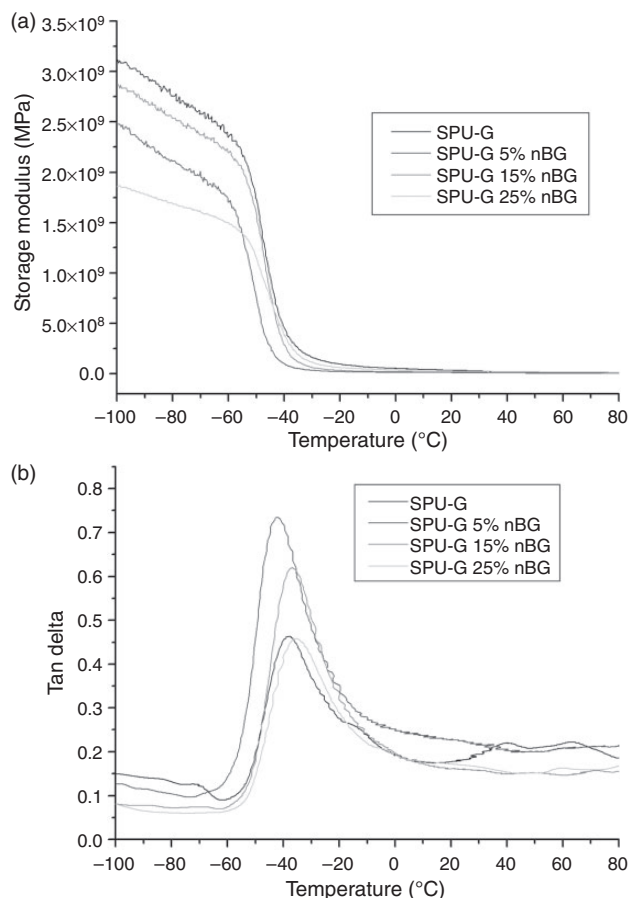 (a)
3.5×10⁹
3.0×10⁹
2.5×10⁹
2.0×10⁹
1.5×10⁹
1.0×10⁹
5.0×10⁸
0.0
Storage modulus (MPa)
SPU-G
SPU-G 5% nBG
SPU-G 15% nBG
SPU-G 25% nBG
−100 −80 −60 −40 −20 0 20 40 60 80
Temperature (°C)
(b)
0.8
0.7
0.6
0.5
0.4
0.3
0.2
0.1
0.0
Tan delta
SPU-G
SPU-G 5% nBG
SPU-G 15% nBG
SPU-G 25% nBG
−100 −80 −60 −40 −20 0 20 40 60 80
Temperature (°C)